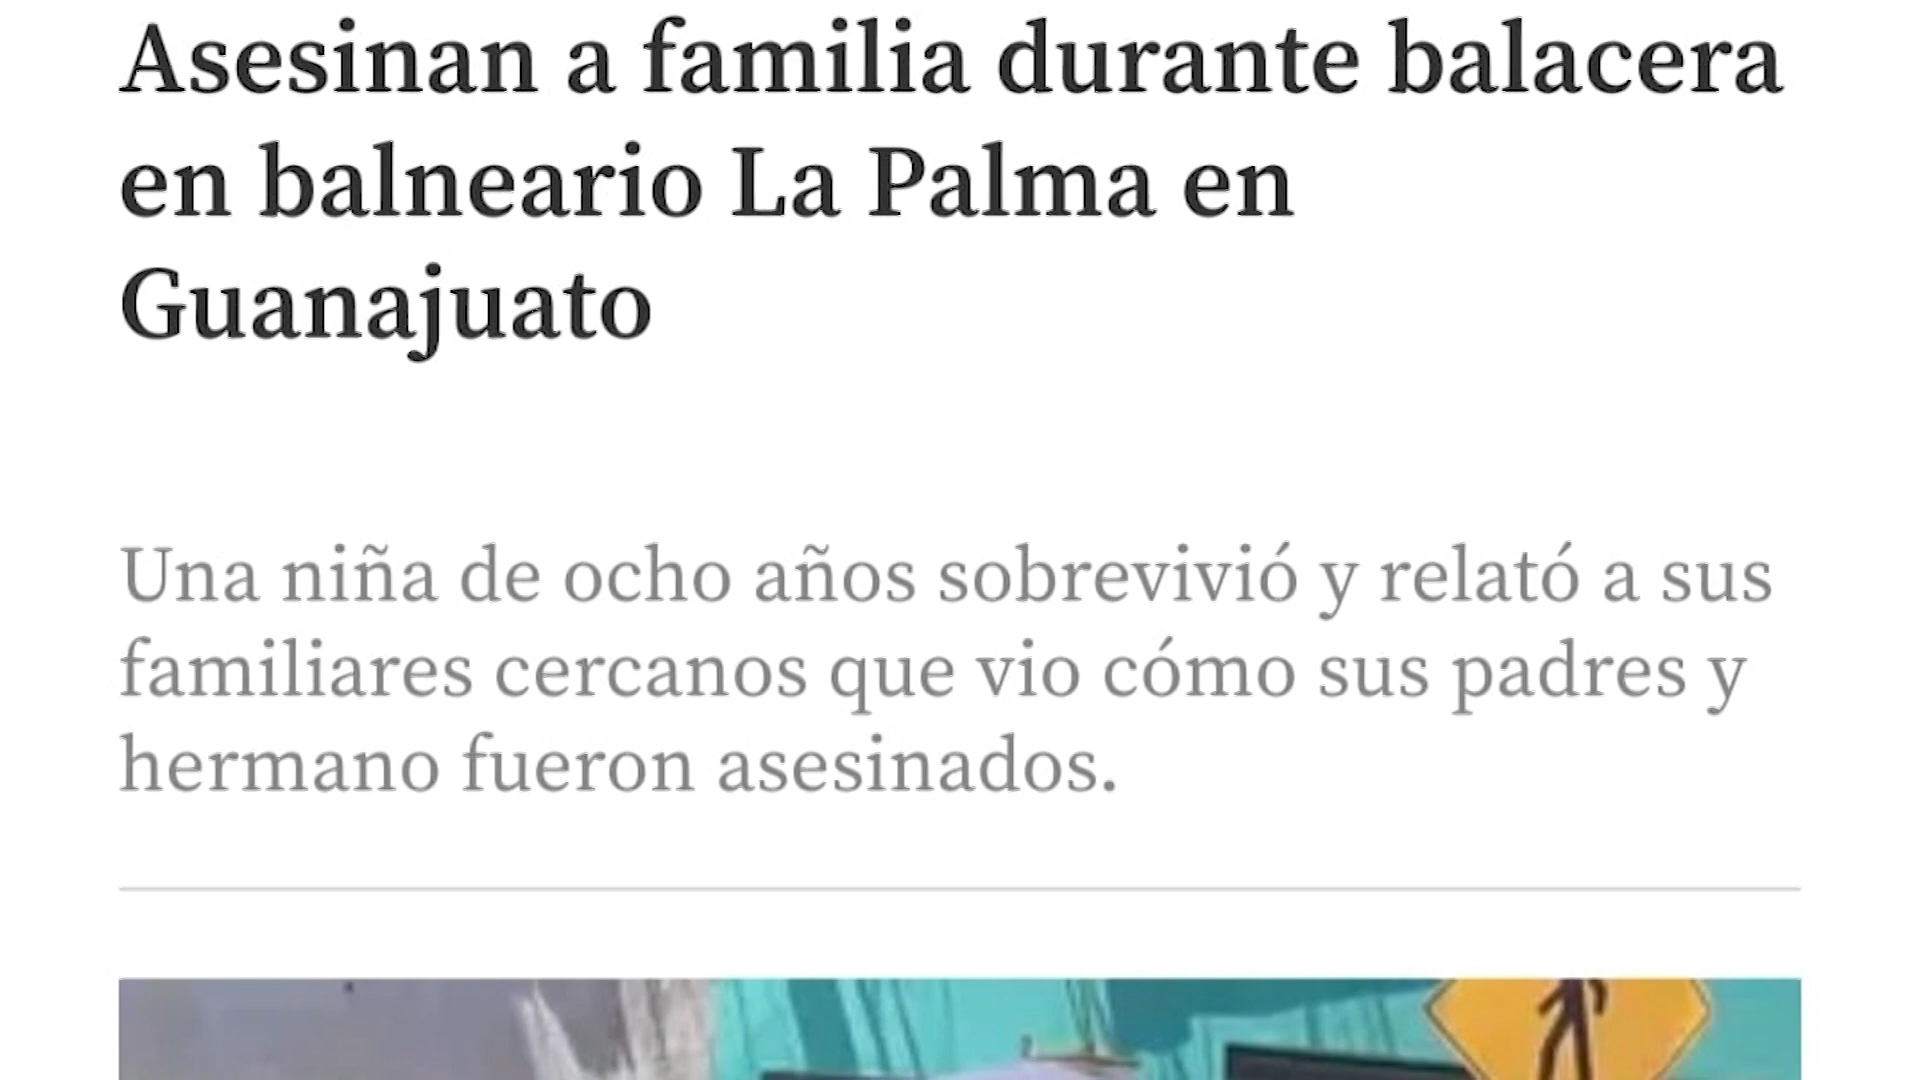 Asesinan a familia durante balacera
en balneario La Palma en
Guanajuato
Una niña de ocho años sobrevivió y relató a sus
familiares cercanos que vio cómo sus padres y
hermano fueron asesinados.